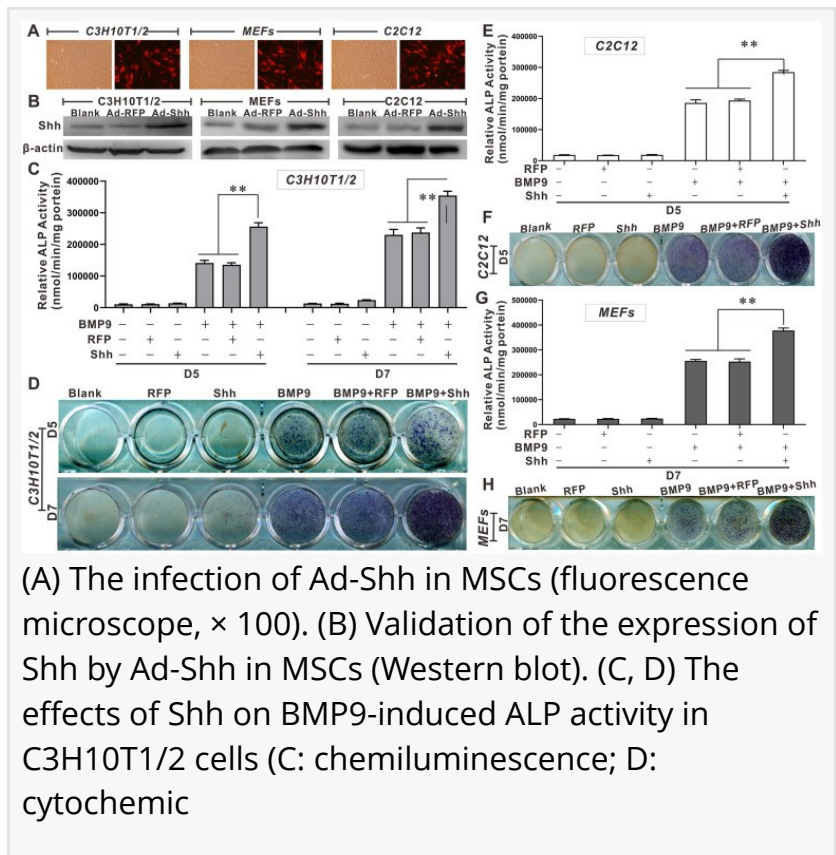 A C3H10T1/2 MEFs C2C12
B C3H10T1/2 MEFs C2C12
Blank Ad-RFP Ad-Shh Blank Ad-RFP Ad-Shh Blank Ad-RFP Ad-Shh
Shh
β-actin
C C3H10T1/2
Relative ALP Activity
(nmol/min/mg portein)
400000
300000
200000
100000
0
** **
BMP9 – – – + + + – – – + + +
RFP – + – – + – – + – – + –
Shh – – + – – + – – + – – +
D5 D7
D Blank RFP Shh BMP9 BMP9+RFP BMP9+Shh
C3H10T1/2
D5
D7
E C2C12
Relative ALP Activity
(nmol/min/mg portein)
400000
300000
200000
100000
0
**
RFP – + – – + –
BMP9 – – – + + +
Shh – – + – – +
D5
F Blank RFP Shh BMP9 BMP9+RFP BMP9+Shh
C2C12
D5
G MEFs
Relative ALP Activity
(nmol/min/mg portein)
500000
400000
300000
200000
100000
0
**
RFP – + – – + –
BMP9 – – – + + +
Shh – – + – – +
D7
H Blank RFP Shh BMP9 BMP9+RFP BMP9+Shh
MEFs
D7
(A) The infection of Ad-Shh in MSCs (fluorescence
microscope, × 100). (B) Validation of the expression of
Shh by Ad-Shh in MSCs (Western blot). (C, D) The
effects of Shh on BMP9-induced ALP activity in
C3H10T1/2 cells (C: chemiluminescence; D:
cytochemic